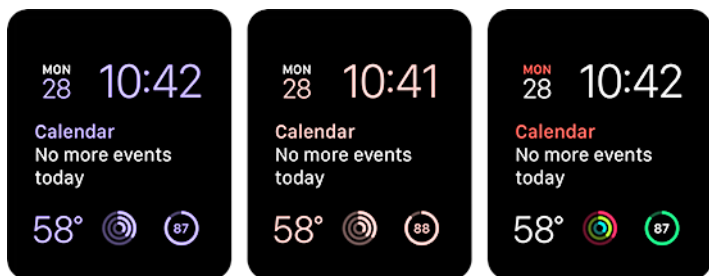 MON
28 10:42
Calendar
No more events
today
58° 87
MON
28 10:41
Calendar
No more events
today
58° 88
MON
28 10:42
Calendar
No more events
today
58° 87